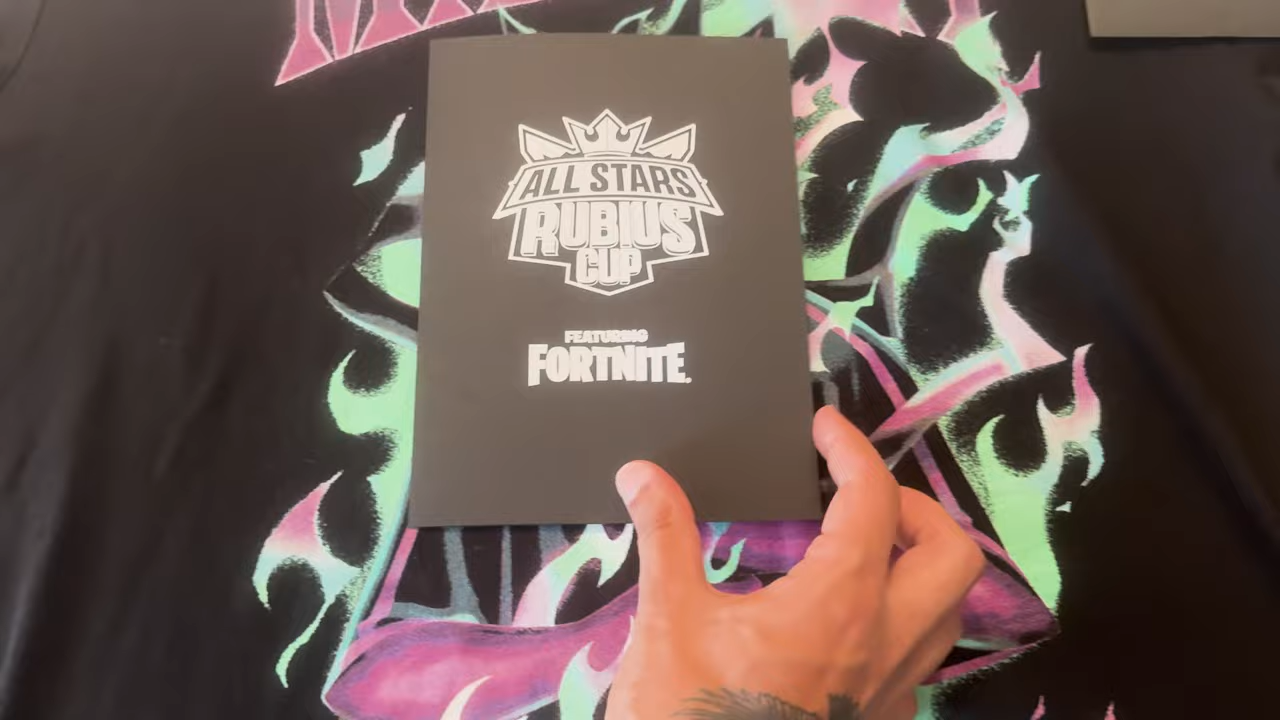 ALL STARS
RUBIUS
CUP
FEATURING
FORTNITE.